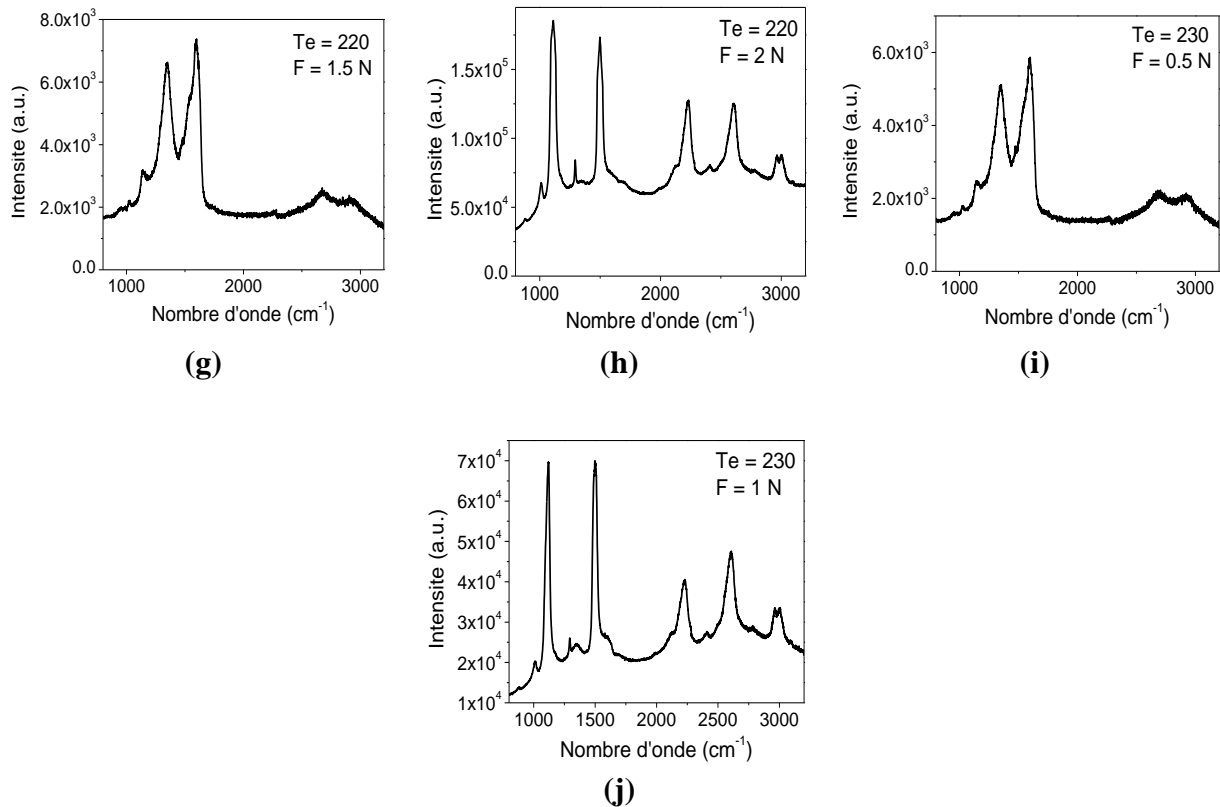 8.0x10³
6.0x10³
4.0x10³
2.0x10³
0.0
Intensite (a.u.)
Te = 220
F = 1.5 N
1000 2000 3000
Nombre d'onde (cm⁻¹)
(g)
1.5x10⁵
1.0x10⁵
5.0x10⁴
0.0
Intensite (a.u.)
Te = 220
F = 2 N
1000 2000 3000
Nombre d'onde (cm⁻¹)
(h)
6.0x10³
4.0x10³
2.0x10³
0.0
Intensite (a.u.)
Te = 230
F = 0.5 N
1000 2000 3000
Nombre d'onde (cm⁻¹)
(i)
7x10⁴
6x10⁴
5x10⁴
4x10⁴
3x10⁴
2x10⁴
1x10⁴
Intensite (a.u.)
Te = 230
F = 1 N
1000 1500 2000 2500 3000
Nombre d'onde (cm⁻¹)
(j)